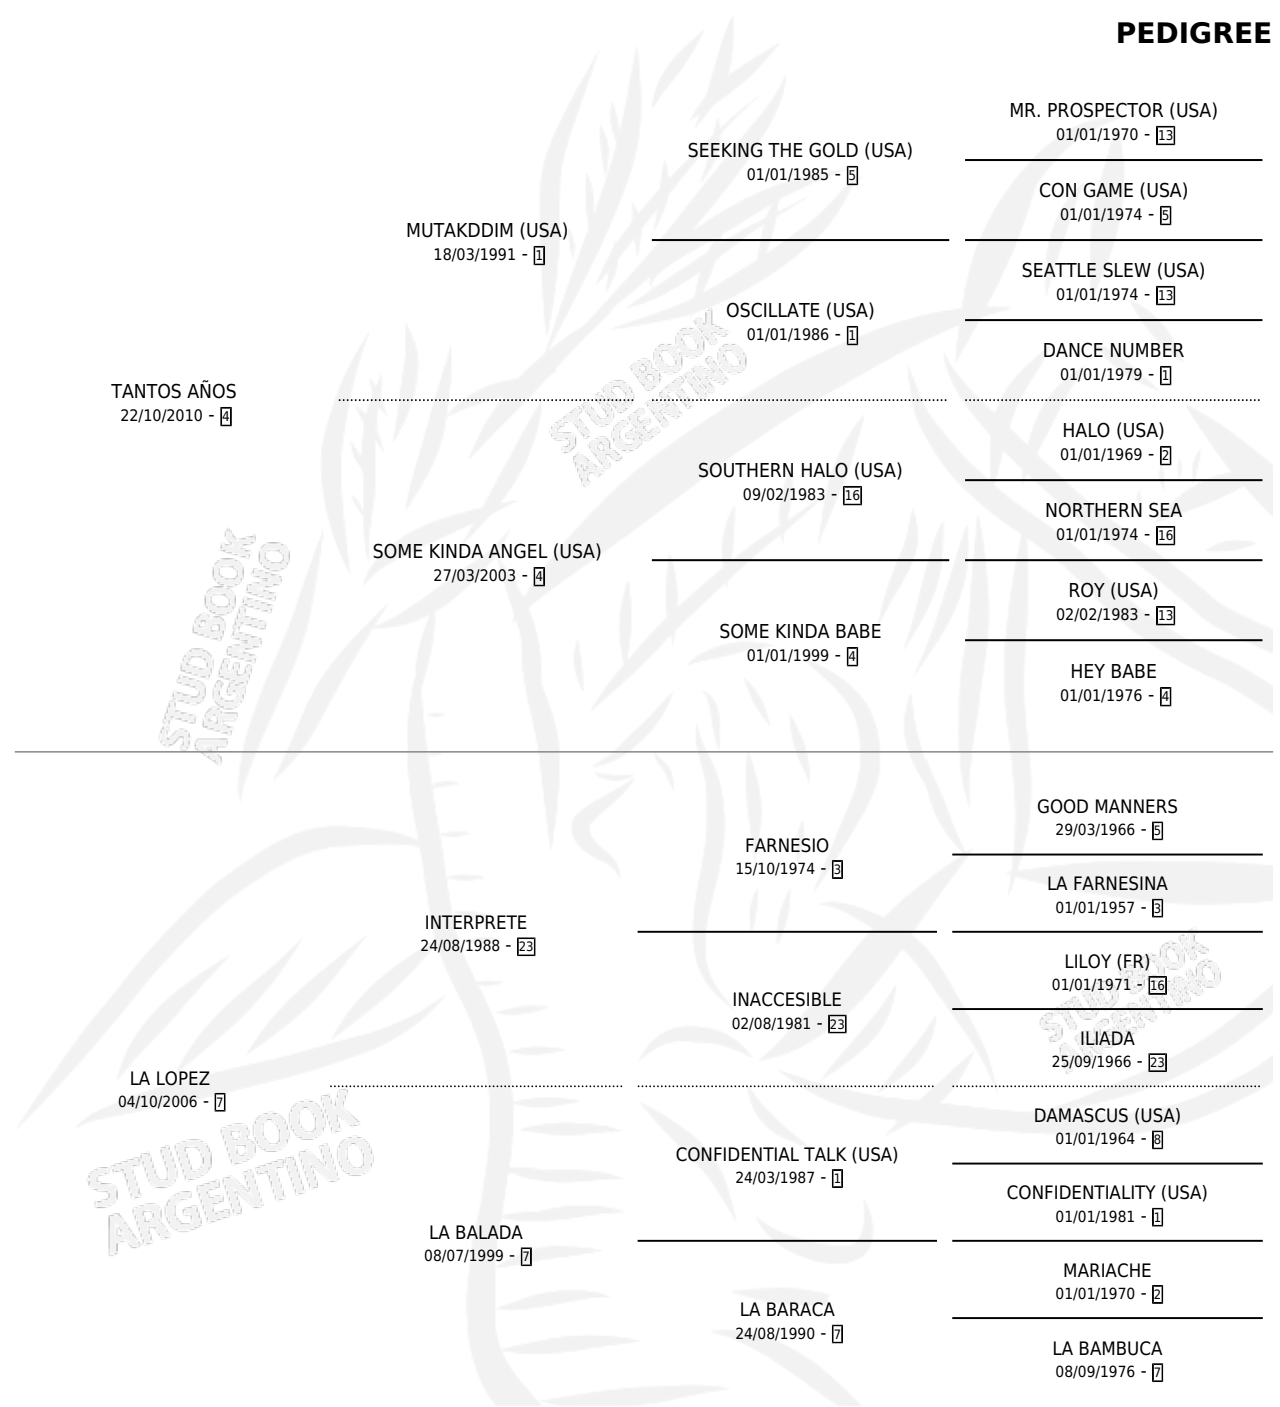 PEDIGREE
MR. PROSPECTOR (USA)
01/01/1970 - 13
SEEKING THE GOLD (USA)
01/01/1985 - 5
CON GAME (USA)
01/01/1974 - 5
MUTAKDDIM (USA)
18/03/1991 - 1
SEATTLE SLEW (USA)
01/01/1974 - 13
OSCILLATE (USA)
01/01/1986 - 1
DANCE NUMBER
01/01/1979 - 1
TANTOS AÑOS
22/10/2010 - 4
HALO (USA)
01/01/1969 - 2
SOUTHERN HALO (USA)
09/02/1983 - 16
NORTHERN SEA
01/01/1974 - 16
SOME KINDA ANGEL (USA)
27/03/2003 - 4
ROY (USA)
02/02/1983 - 13
SOME KINDA BABE
01/01/1999 - 4
HEY BABE
01/01/1976 - 4
GOOD MANNERS
29/03/1966 - 5
FARNESIO
15/10/1974 - 3
LA FARNESINA
01/01/1957 - 3
INTERPRETE
24/08/1988 - 23
LILOY (FR)
01/01/1971 - 16
INACCESIBLE
02/08/1981 - 23
ILIADA
25/09/1966 - 23
LA LOPEZ
04/10/2006 - 7
DAMASCUS (USA)
01/01/1964 - 8
CONFIDENTIAL TALK (USA)
24/03/1987 - 1
CONFIDENTIALITY (USA)
01/01/1981 - 1
LA BALADA
08/07/1999 - 7
MARIACHE
01/01/1970 - 2
LA BARACA
24/08/1990 - 7
LA BAMBUCA
08/09/1976 - 7
STUD BOOK
ARGENTINO
STUD BOOK
ARGENTINO
STUD BOOK
ARGENTINO
STUD BOOK
ARGENTINO